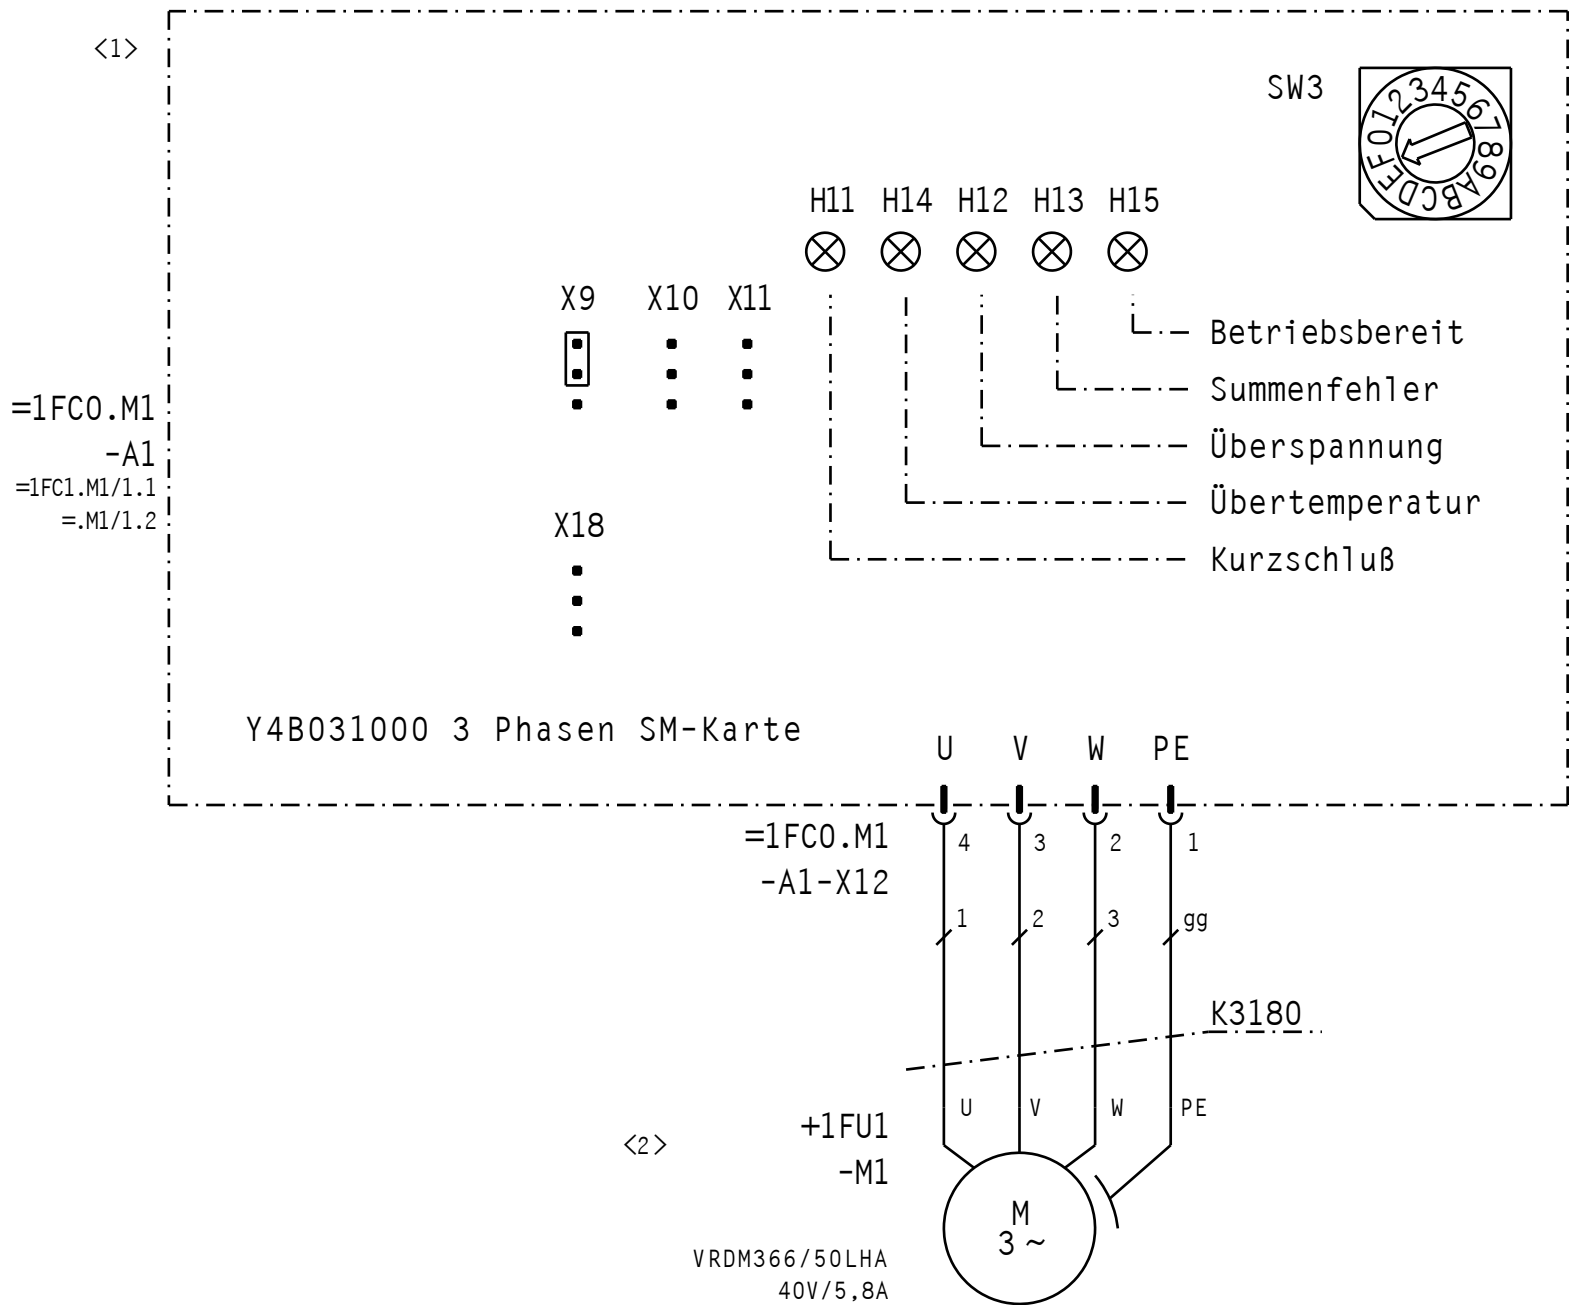 <1>
SW3
0123456789ABCDEF
H11 H14 H12 H13 H15
X9 X10 X11
Betriebsbereit
Summenfehler
=1FC0.M1
-A1
=1FC1.M1/1.1
=.M1/1.2
Überspannung
Übertemperatur
X18
Kurzschluß
Y4B031000 3 Phasen SM-Karte
U V W PE
=1FC0.M1
-A1-X12
4 3 2 1
1 2 3 gg
K3180
U V W PE
<2>
+1FU1
-M1
M
3~
VRDM366/50LHA
40V/5,8A